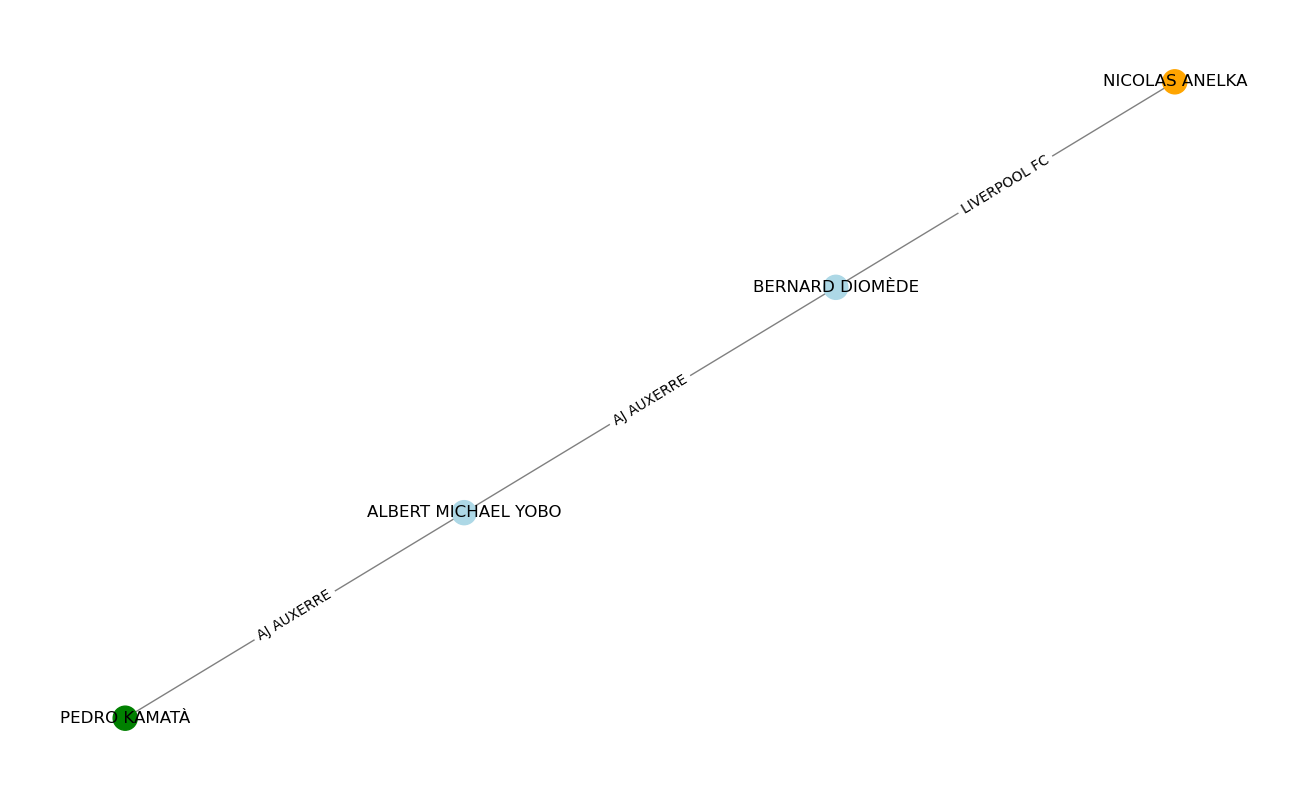 NICOLAS ANELKA
LIVERPOOL FC
BERNARD DIOMÈDE
AJ AUXERRE
ALBERT MICHAEL YOBO
AJ AUXERRE
PEDRO KAMATÀ